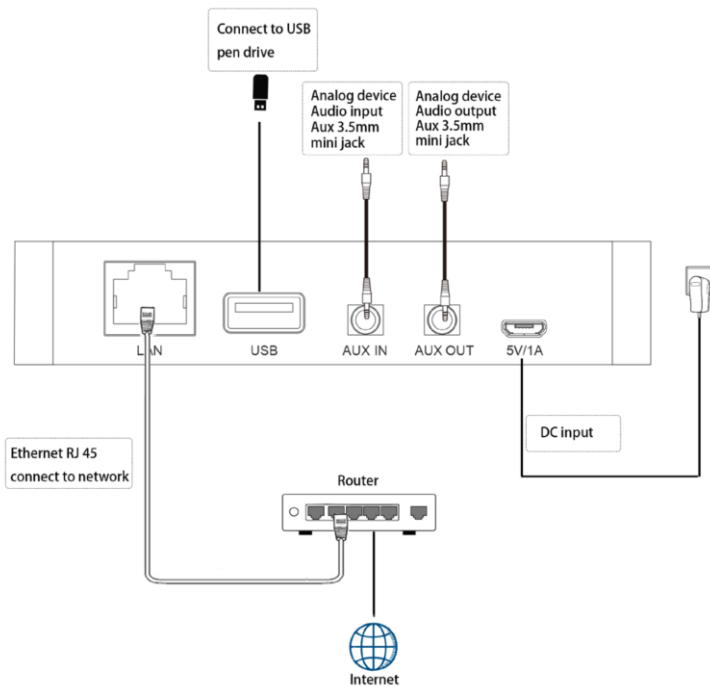 Connect to USB
pen drive
Analog device
Audio input
Aux 3.5mm
mini jack
Analog device
Audio output
Aux 3.5mm
mini jack
LAN
USB
AUX IN
AUX OUT
5V/1A
DC input
Ethernet RJ 45
connect to network
Router
Internet